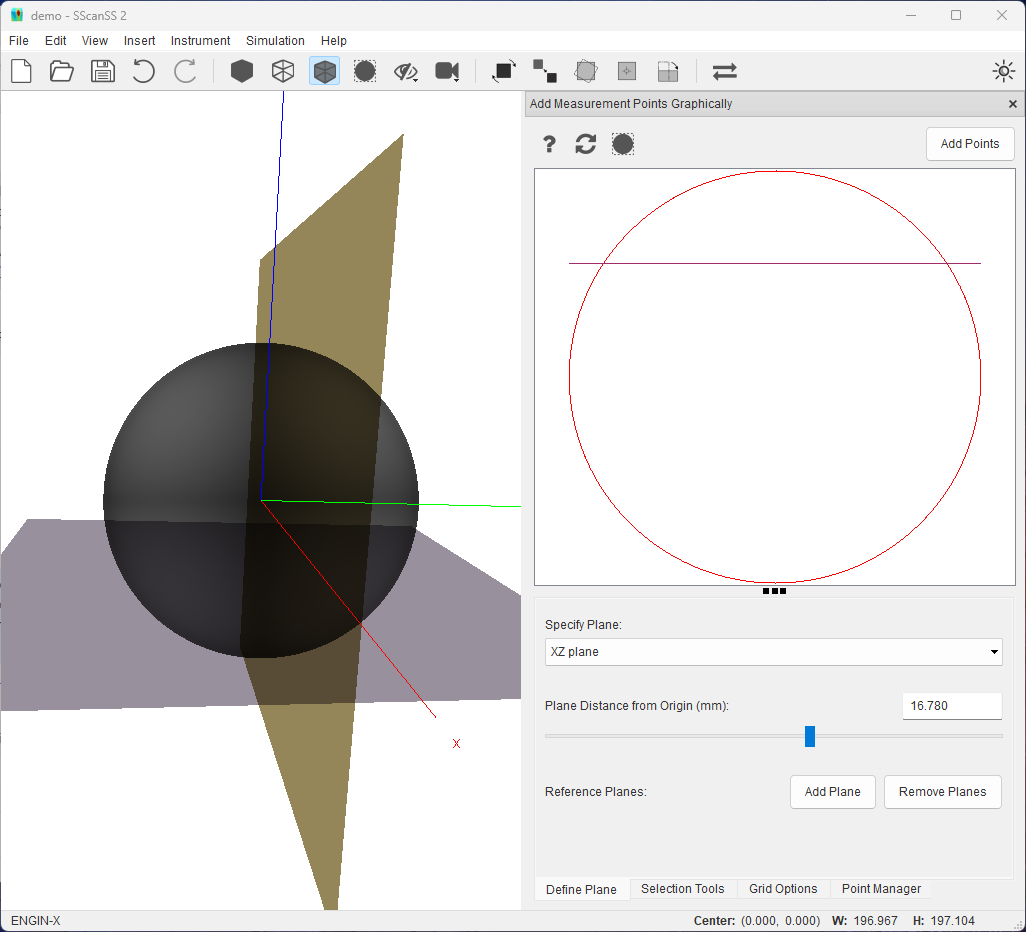 demo - SScanSS 2
File Edit View Insert Instrument Simulation Help
Add Measurement Points Graphically
?
Add Points
X
Specify Plane:
XZ plane
Plane Distance from Origin (mm):
16.780
Reference Planes:
Add Plane
Remove Planes
Define Plane Selection Tools Grid Options Point Manager
ENGIN-X
Center: (0.000, 0.000) W: 196.967 H: 197.104